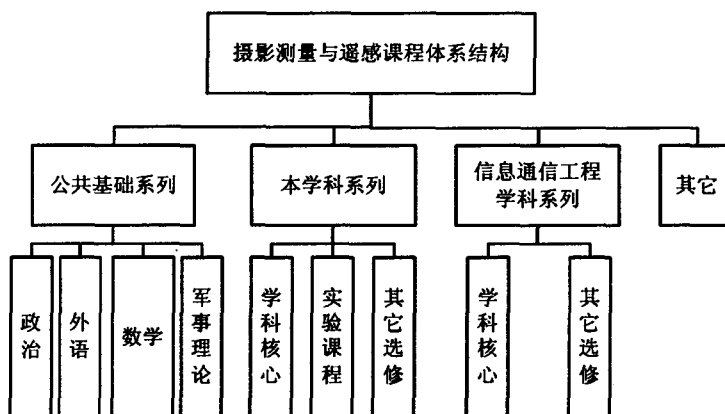 摄影测量与遥感课程体系结构
公共基础系列
本学科系列
信息通信工程
学科系列
其它
政治
外语
数学
军事理论
学科核心
实验课程
其它选修
学科核心
其它选修